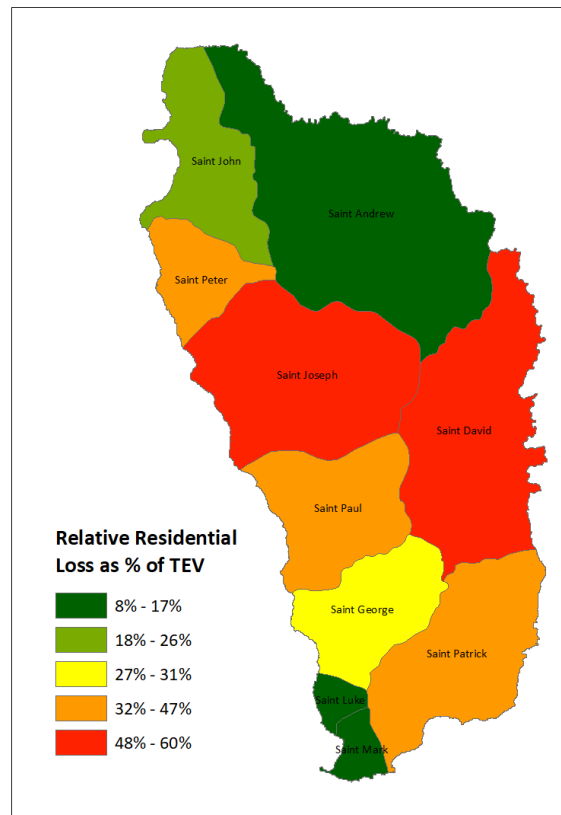 Saint John
Saint Andrew
Saint Peter
Saint Joseph
Saint David
Saint Paul
Saint George
Saint Patrick
Saint Luke
Saint Mark
Relative Residential
Loss as % of TEV
8% - 17%
18% - 26%
27% - 31%
32% - 47%
48% - 60%